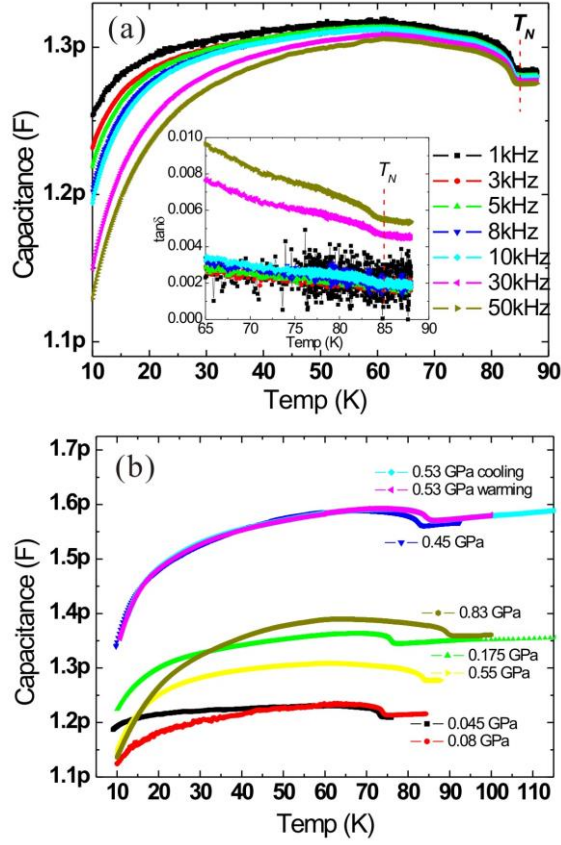 (a)
T_N
Capacitance (F)
1.3p
1.2p
1.1p
10 20 30 40 50 60 70 80 90
Temp (K)
tanδ
0.010
0.008
0.006
0.004
0.002
0.000
65 70 75 80 85 90
Temp (K)
T_N
1kHz
3kHz
5kHz
8kHz
10kHz
30kHz
50kHz
(b)
Capacitance (F)
1.7p
1.6p
1.5p
1.4p
1.3p
1.2p
1.1p
0.53 GPa cooling
0.53 GPa warming
0.45 GPa
0.83 GPa
0.175 GPa
0.55 GPa
0.045 GPa
0.08 GPa
10 20 30 40 50 60 70 80 90 100 110
Temp (K)